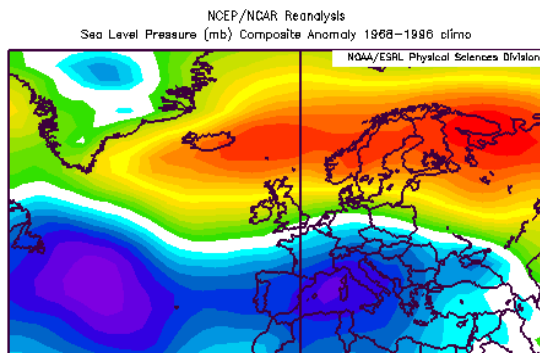 NCEP/NCAR Reanalysis
Sea Level Pressure (mb) Composite Anomaly 1968-1996 climo
NOAA/ESRL Physical Sciences Division